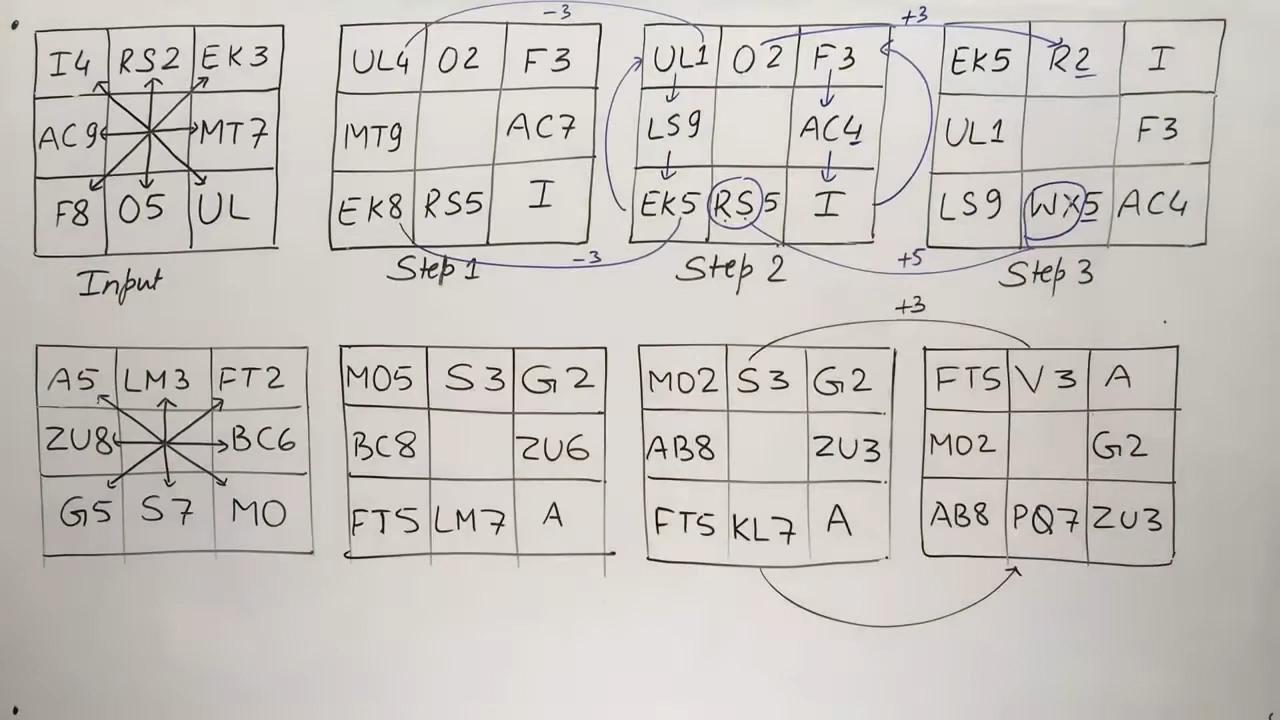 -3 +3
I4 RS2 EK3 UL4 O2 F3 UL1 O2 F3 EK5 R2 I
AC9 MT7 MT9 AC7 LS9 AC4 UL1 F3
F8 O5 UL EK8 RS5 I EK5 RS5 I LS9 WX5 AC4
-3 +5
Input Step 1 Step 2 Step 3
+3
A5 LM3 FT2 MO5 S3 G2 MO2 S3 G2 FT5 V3 A
ZU8 BC6 BC8 ZU6 AB8 ZU3 MO2 G2
G5 S7 MO FT5 LM7 A FT5 KL7 A AB8 PQ7 ZU3